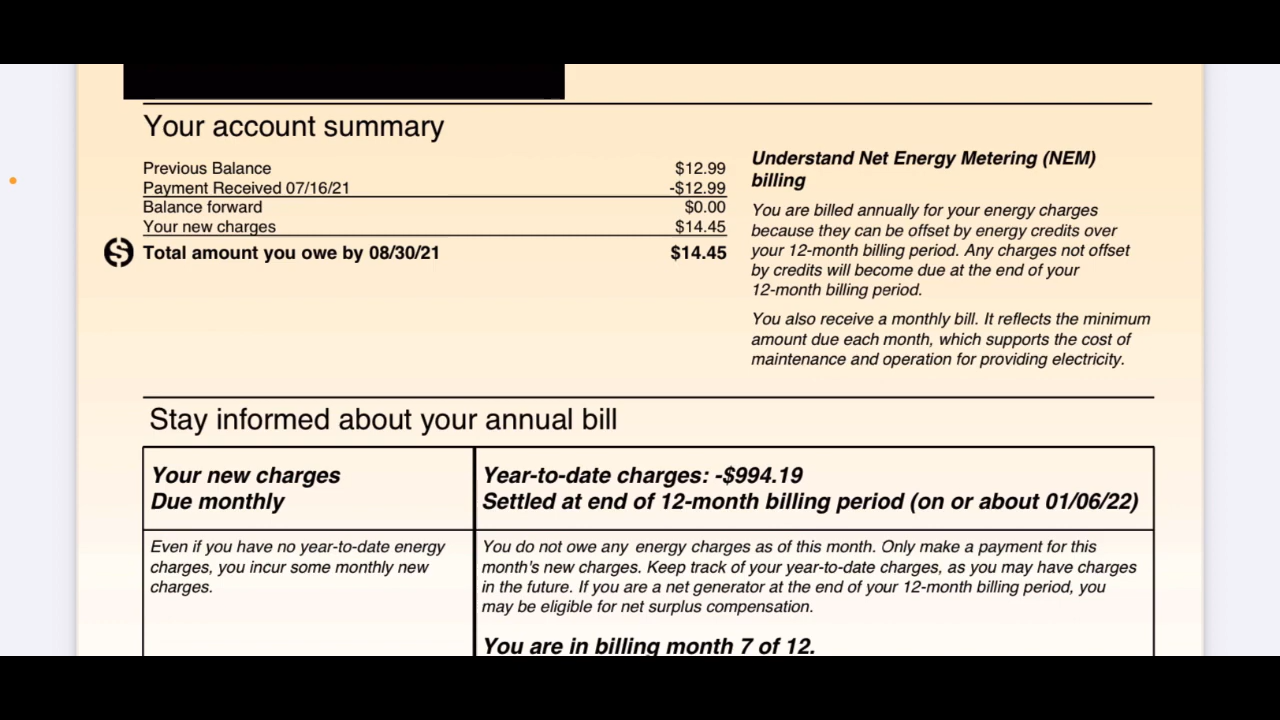 Your account summary
Previous Balance $12.99
Payment Received 07/16/21 -$12.99
Balance forward $0.00
Your new charges $14.45
Total amount you owe by 08/30/21 $14.45
Understand Net Energy Metering (NEM)
billing
You are billed annually for your energy charges
because they can be offset by energy credits over
your 12-month billing period. Any charges not offset
by credits will become due at the end of your
12-month billing period.
You also receive a monthly bill. It reflects the minimum
amount due each month, which supports the cost of
maintenance and operation for providing electricity.
Stay informed about your annual bill
Your new charges
Due monthly
Year-to-date charges: -$994.19
Settled at end of 12-month billing period (on or about 01/06/22)
Even if you have no year-to-date energy
charges, you incur some monthly new
charges.
You do not owe any energy charges as of this month. Only make a payment for this
month's new charges. Keep track of your year-to-date charges, as you may have charges
in the future. If you are a net generator at the end of your 12-month billing period, you
may be eligible for net surplus compensation.
You are in billing month 7 of 12.